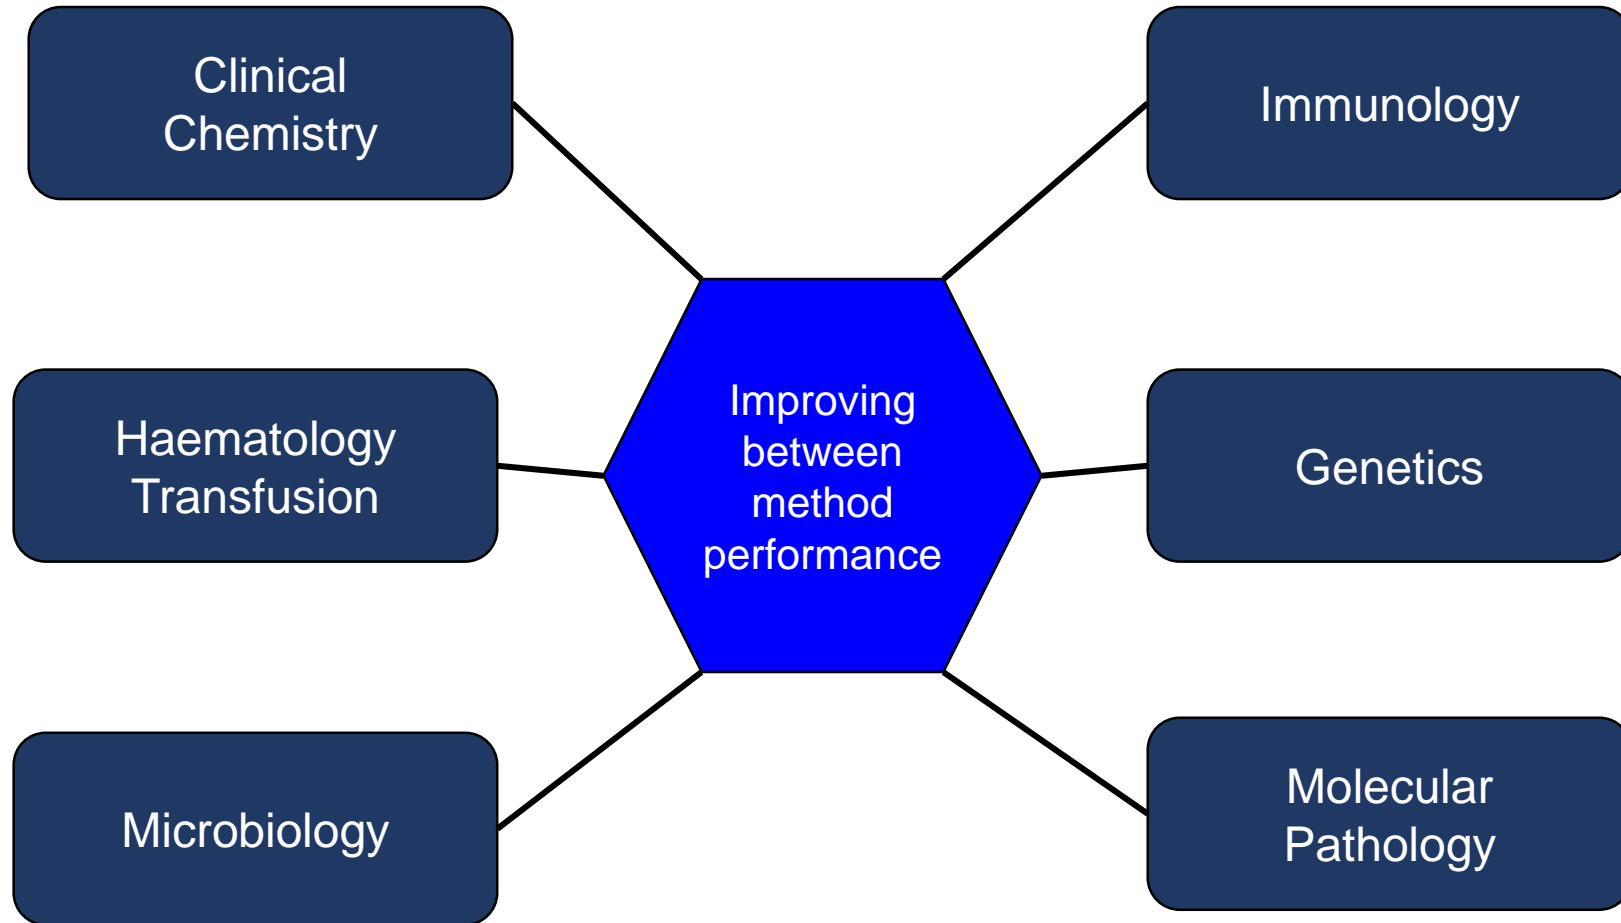 Clinical
Chemistry
Immunology
Haematology
Transfusion
Improving
between
method
performance
Genetics
Microbiology
Molecular
Pathology